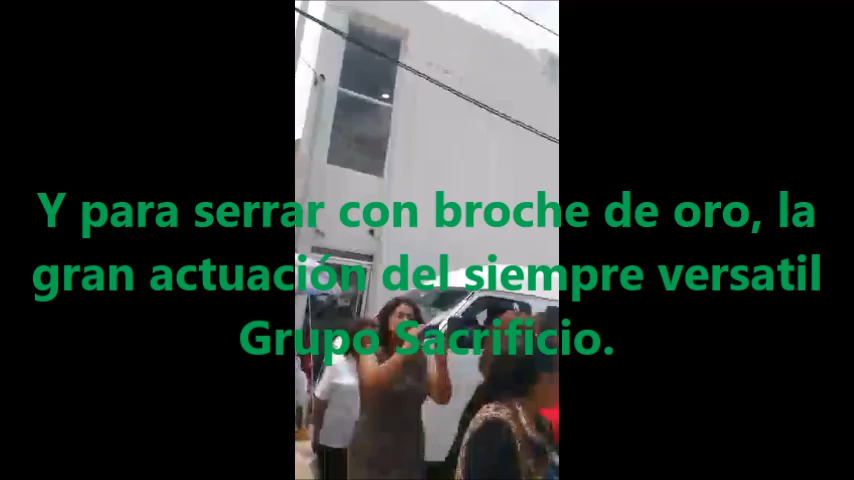 Y para serrar con broche de oro, la
gran actuación del siempre versatil
Grupo Sacrificio.